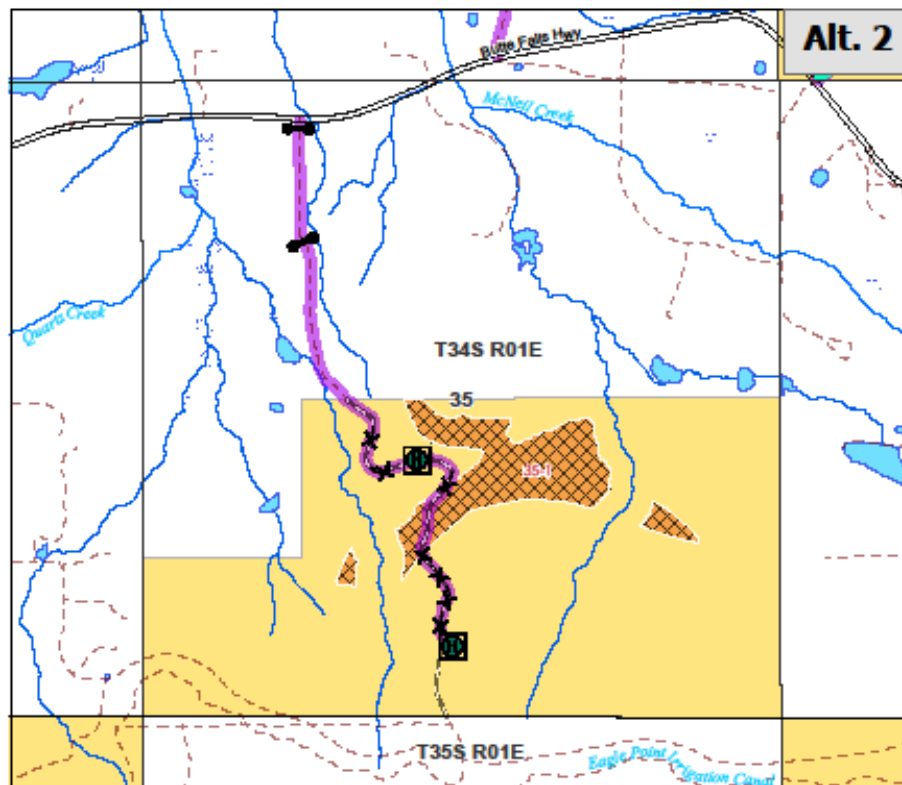 Alt. 2
Butte Falls Hwy
McNeil Creek
Quartz Creek
T34S R01E
35
35-1
T35S R01E
Eagle Point Irrigation Canal